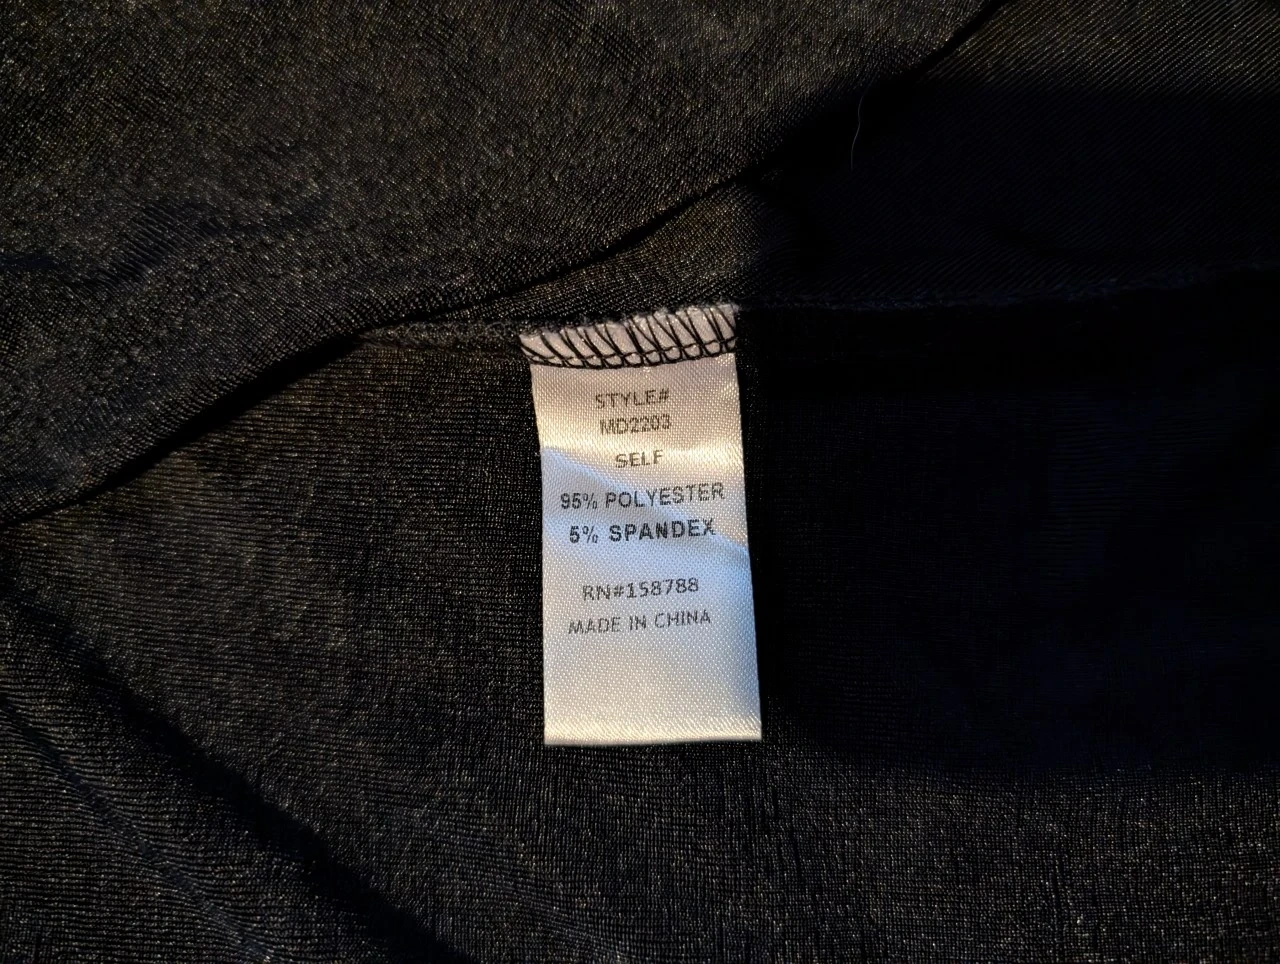 STYLE#
MD2203
SELF
95% POLYESTER
5% SPANDEX
RN#158788
MADE IN CHINA